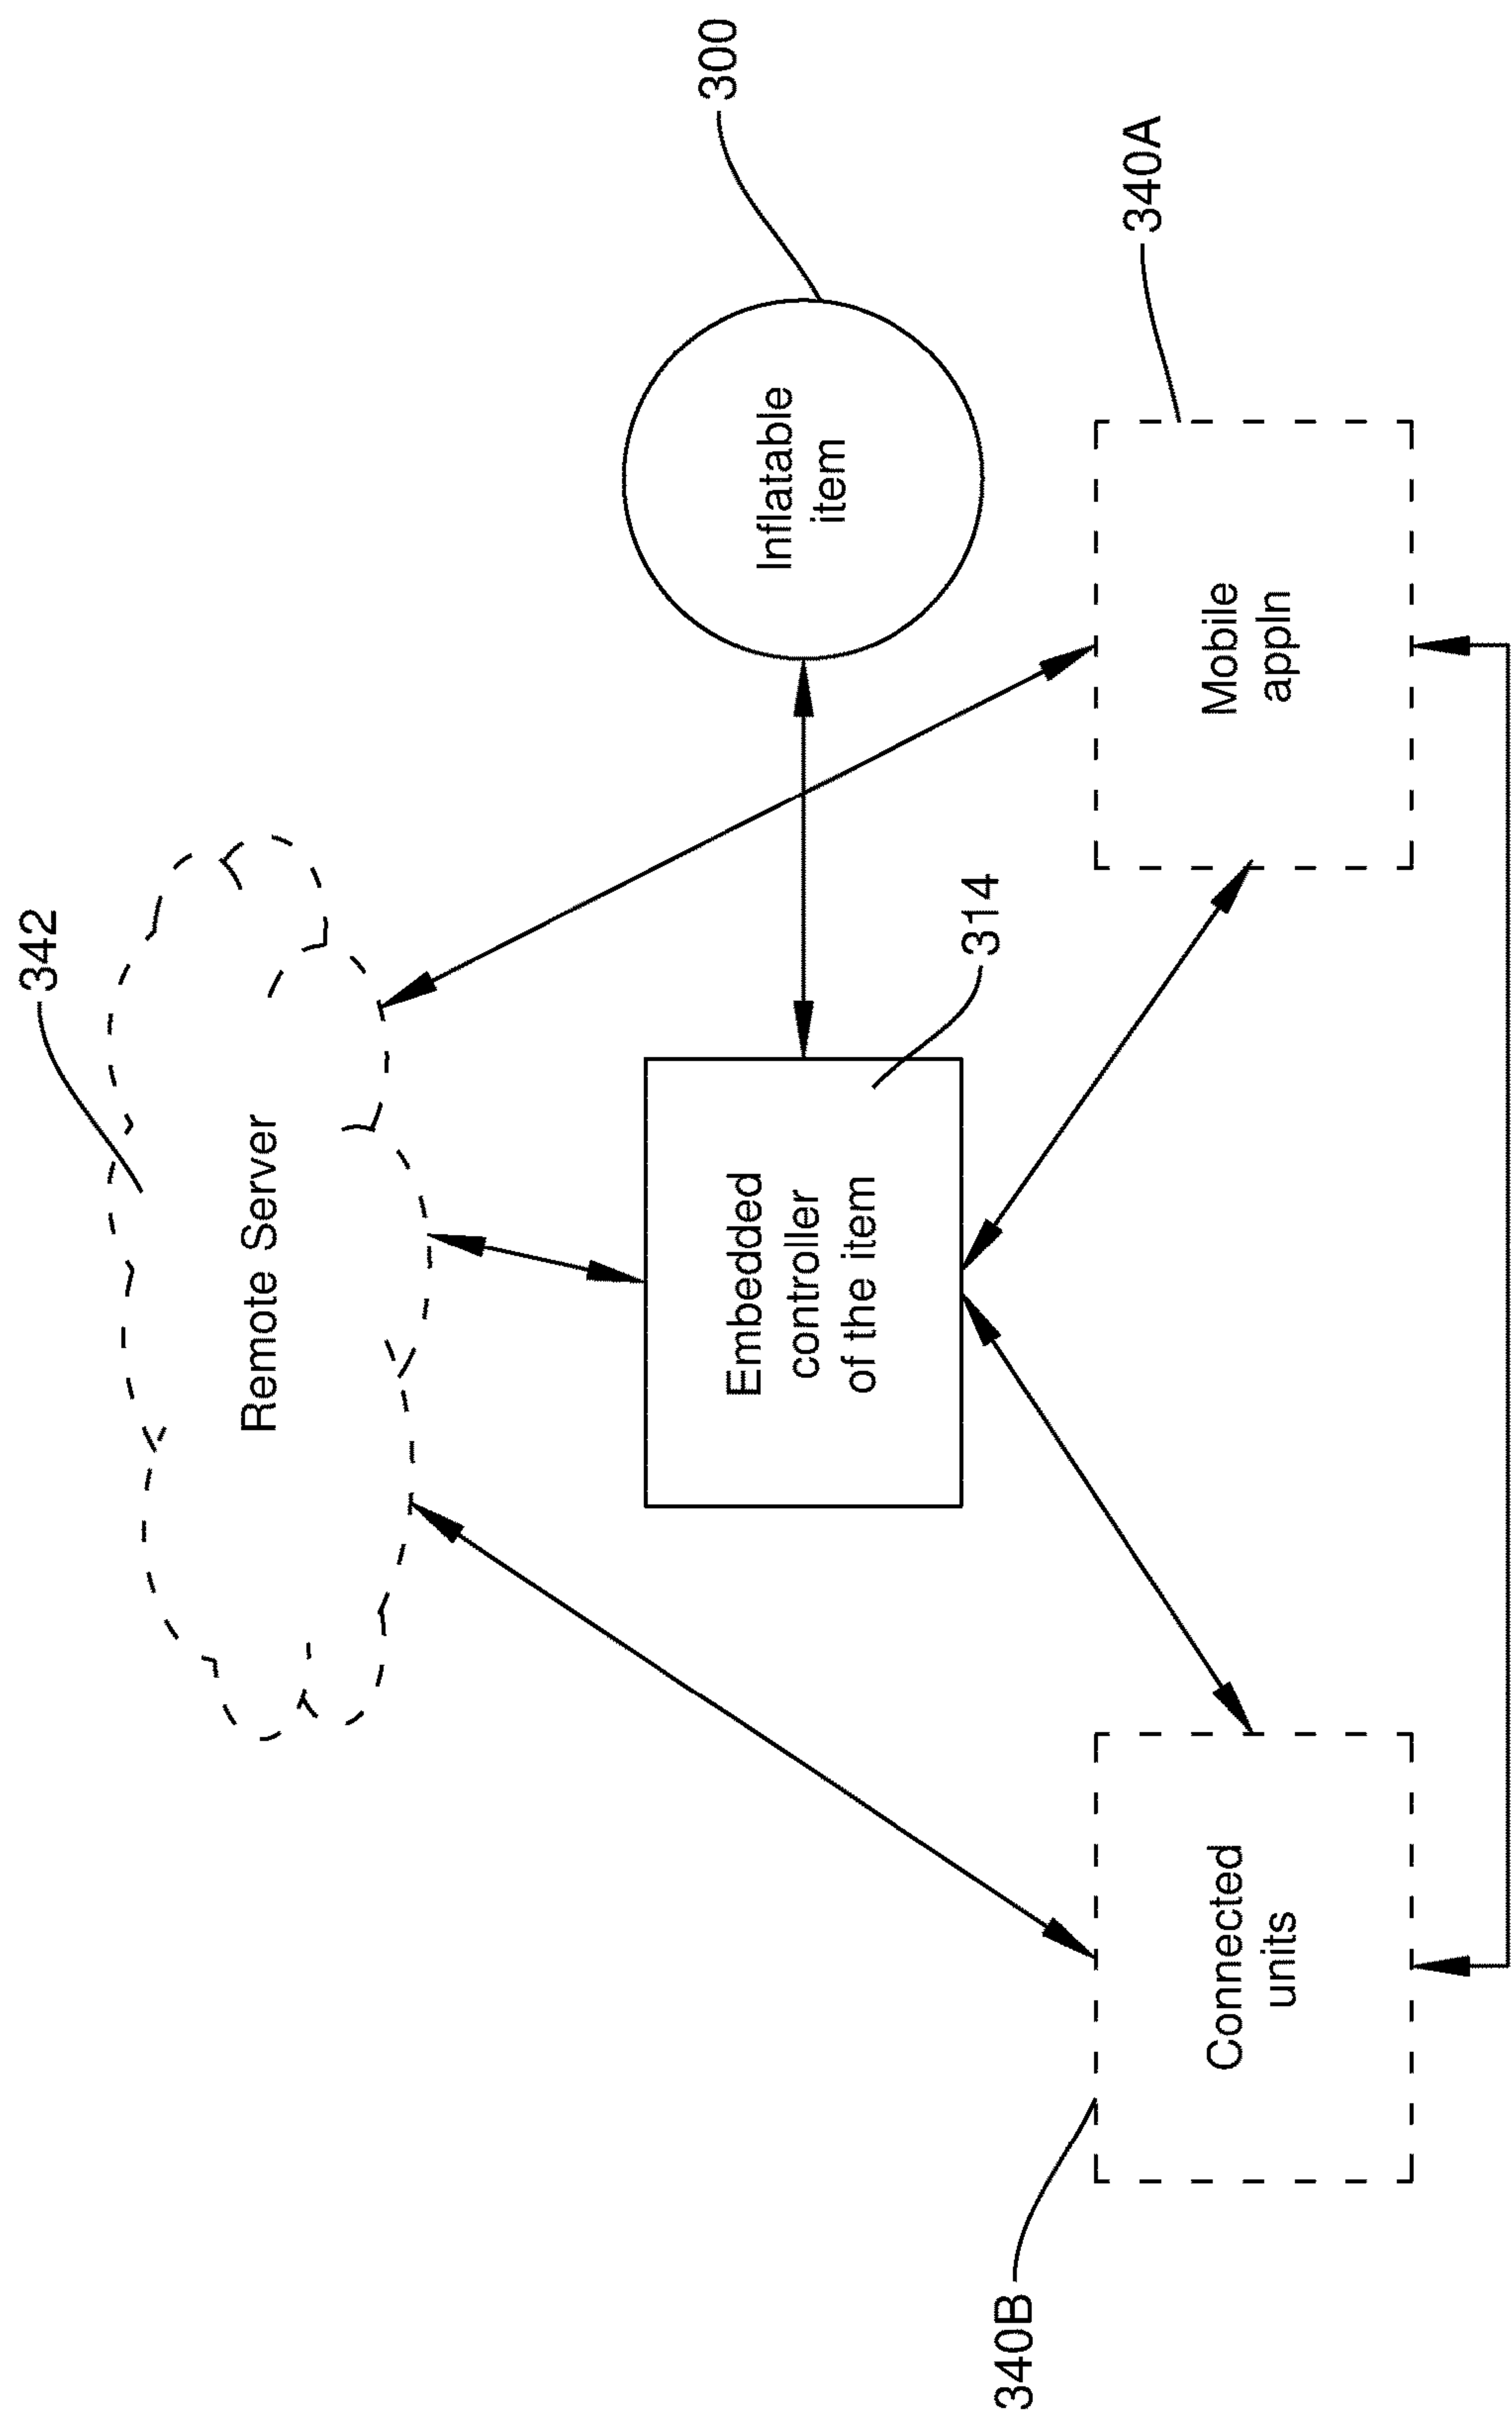 342
Remote Server
300
Inflatable
item
314
Embedded
controller
of the item
340B
Connected
units
340A
Mobile
appln